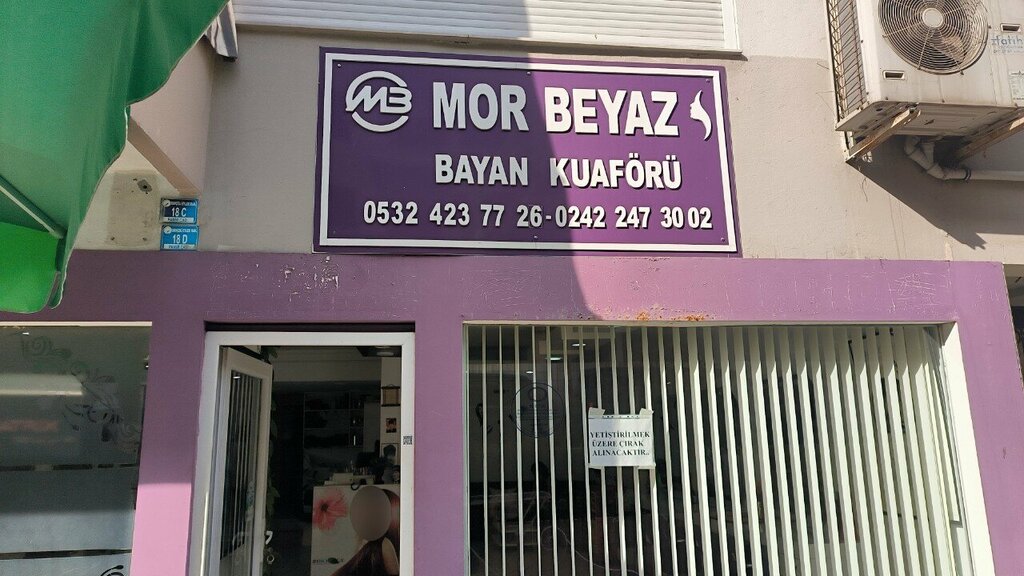 MB
MOR BEYAZ
BAYAN KUAFÖRÜ
0532 423 77 26-0242 247 30 02
18 C
18 D
YETİSTİRİLMEK
ÜZERE ÇIRAK
ALINACAKTIR..